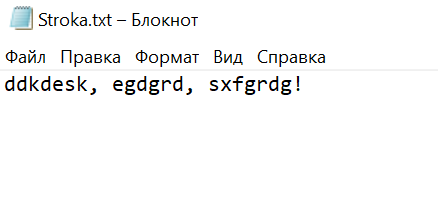 Stroka.txt – Блокнот
Файл Правка Формат Вид Справка
ddkdesk, egdgrd, sxfgrdg!